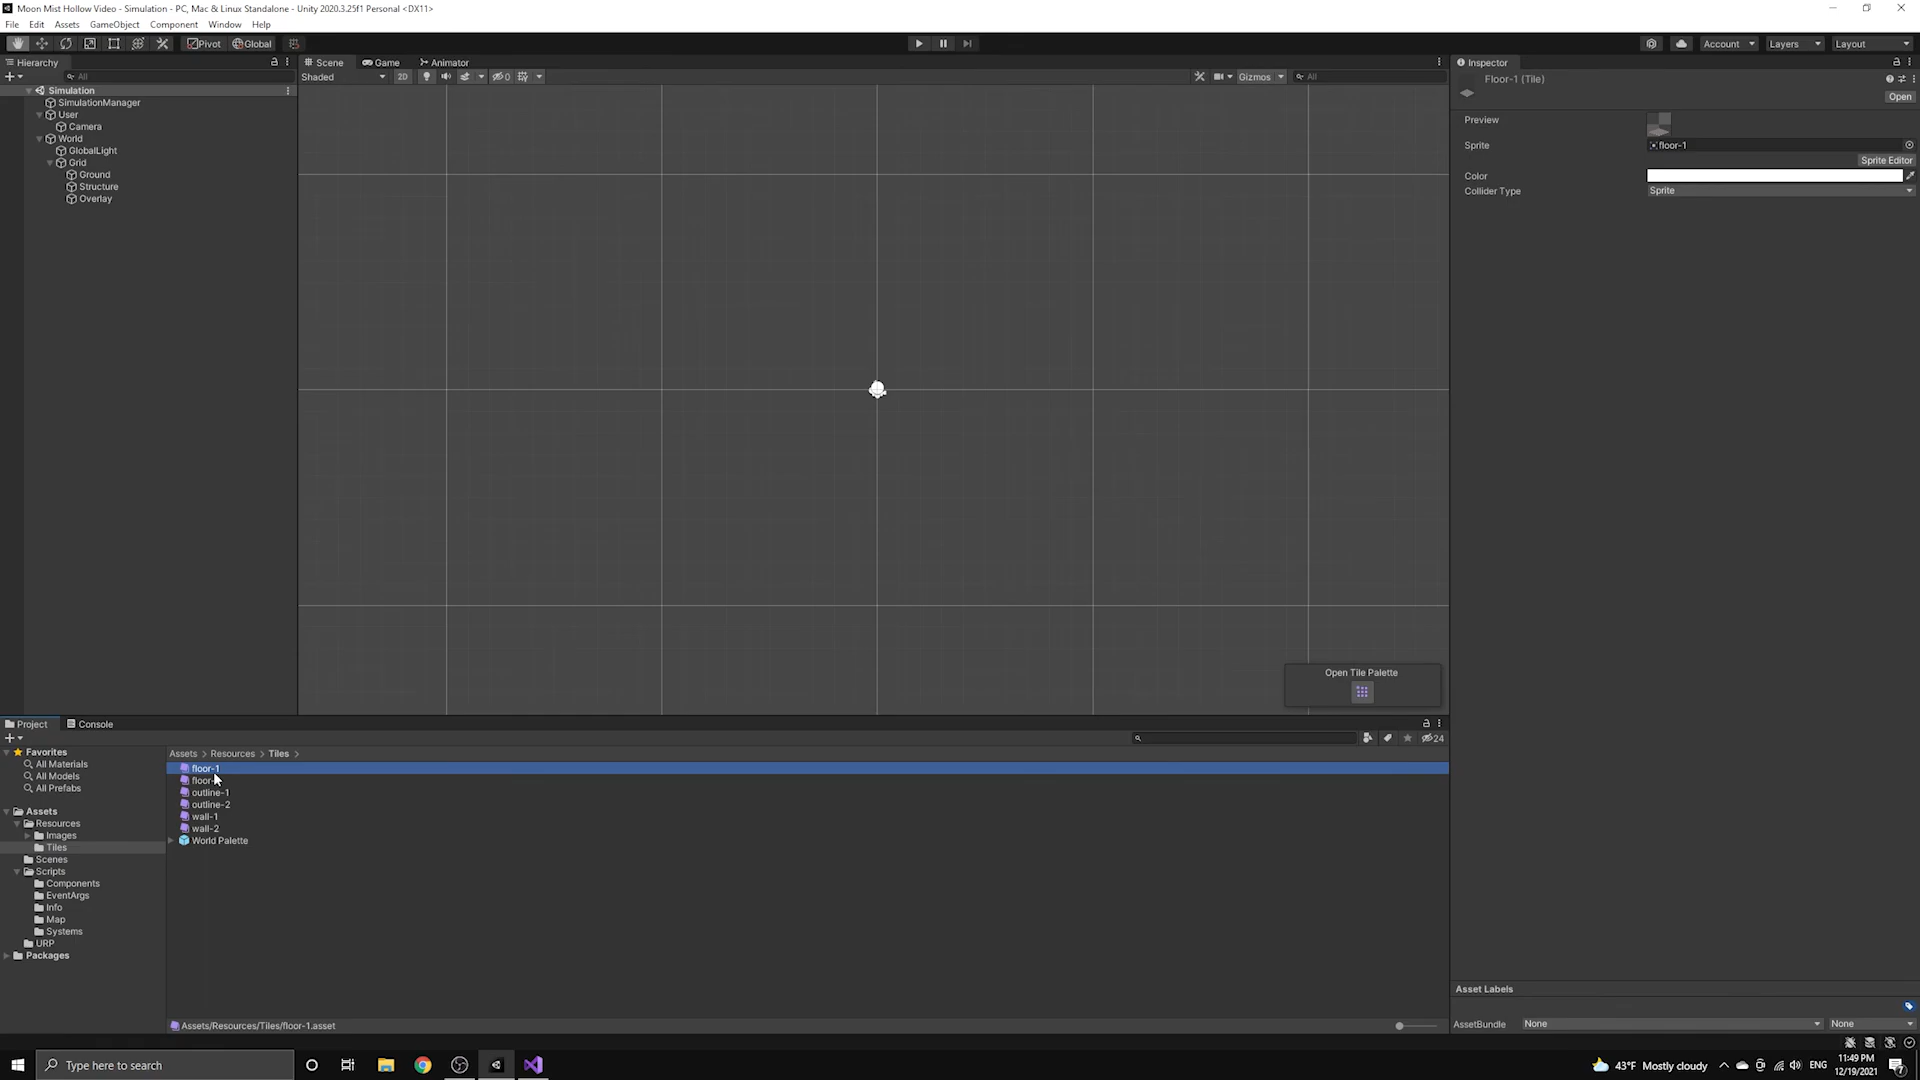 Moon Mist Hollow Video - Simulation - PC, Mac & Linux Standalone - Unity 2020.3.25f1 Personal <DX11>
File Edit Assets GameObject Component Window Help
Pivot Global Account Layers Layout
Hierarchy
All
Simulation
SimulationManager
User
Camera
World
GlobalLight
Grid
Ground
Structure
Overlay
Scene Game Animator
Shaded 2D 0 Gizmos All
Open Tile Palette
Inspector
Floor-1 (Tile)
Open
Preview
Sprite floor-1
Sprite Editor
Color
Collider Type Sprite
Asset Labels
AssetBundle None None
Project Console
24
Favorites
All Materials
All Models
All Prefabs
Assets
Resources
Images
Tiles
Scenes
Scripts
Components
EventArgs
Info
Map
Systems
URP
Packages
Assets > Resources > Tiles >
floor-1
outline-1
outline-2
wall-1
wall-2
World Palette
Assets/Resources/Tiles/floor-1.asset
Type here to search
43°F Mostly cloudy
ENG
11:49 PM
12/19/2021
7